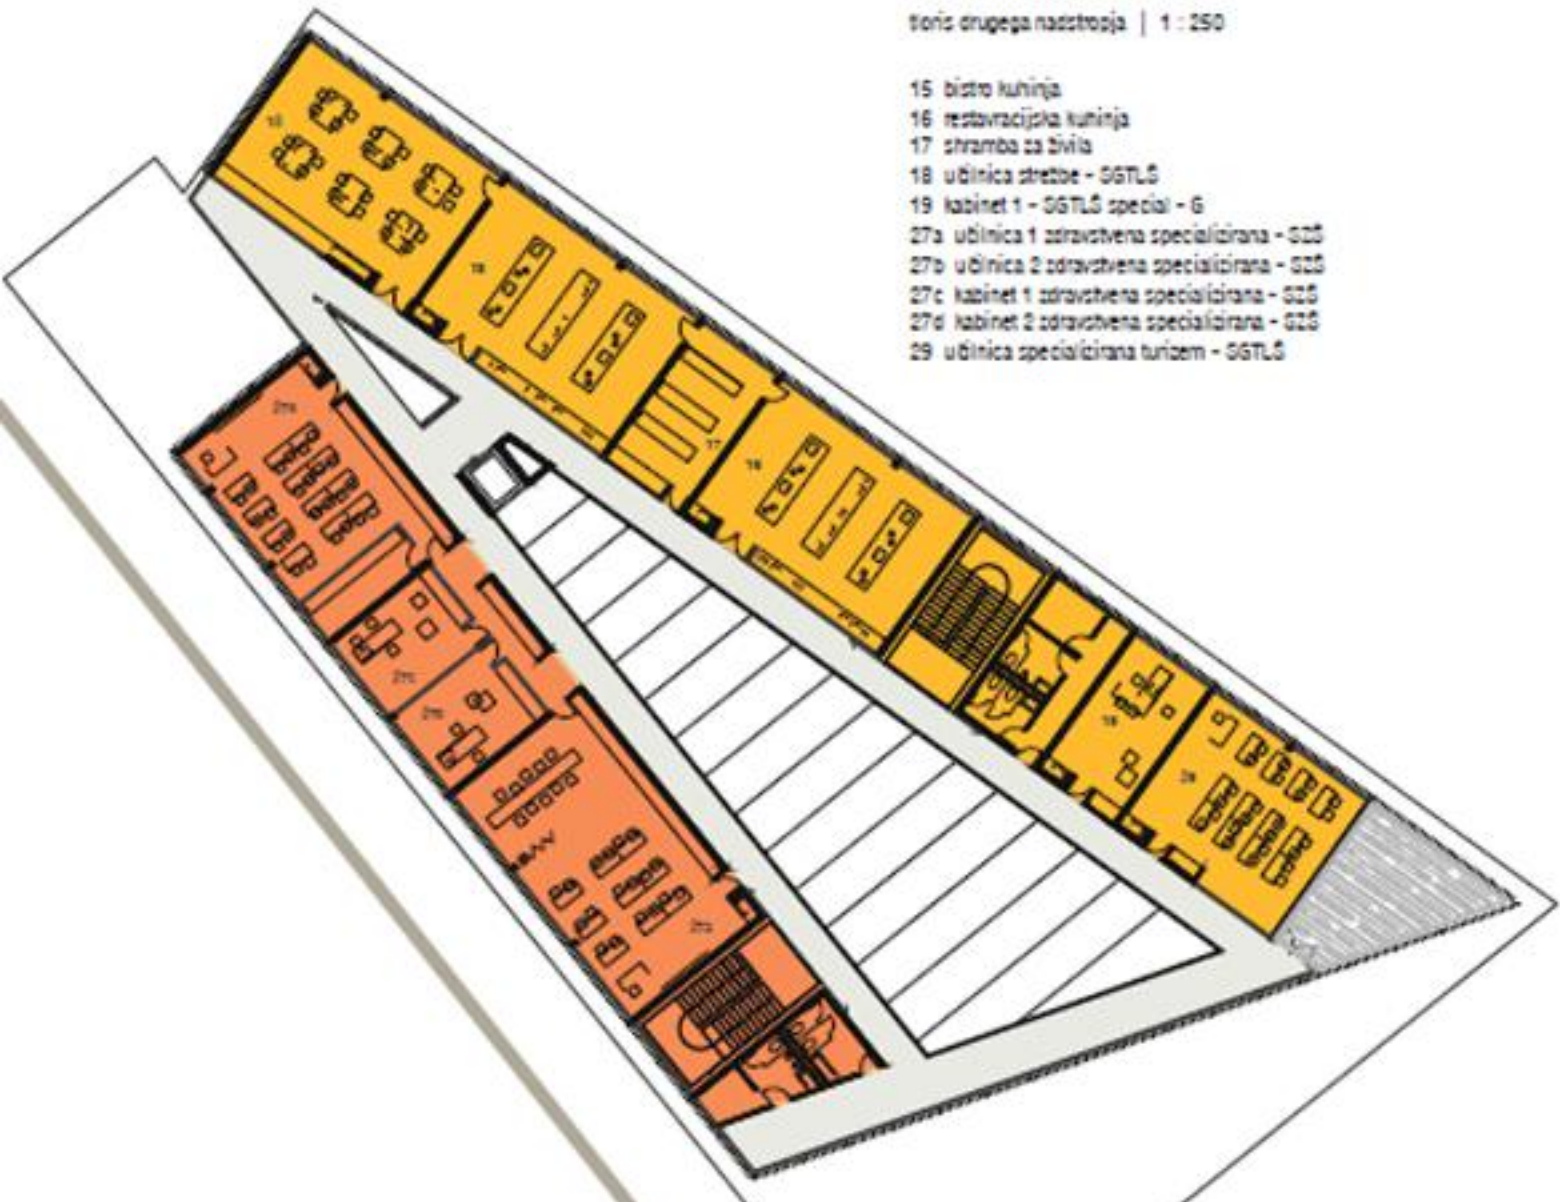 tloris drugega nadstropja | 1 : 250
15 bistro kuhinja
16 restavracijska kuhinja
17 shramba za živila
18 učilnica strežbe - SGTLŠ
19 kabinet 1 - SGTLŠ special - G
27a učilnica 1 zdravstvena specializirana - SZŠ
27b učilnica 2 zdravstvena specializirana - SZŠ
27c kabinet 1 zdravstvena specializirana - SZŠ
27d kabinet 2 zdravstvena specializirana - SZŠ
29 učilnica specializirana turizem - SGTLŠ
17
16